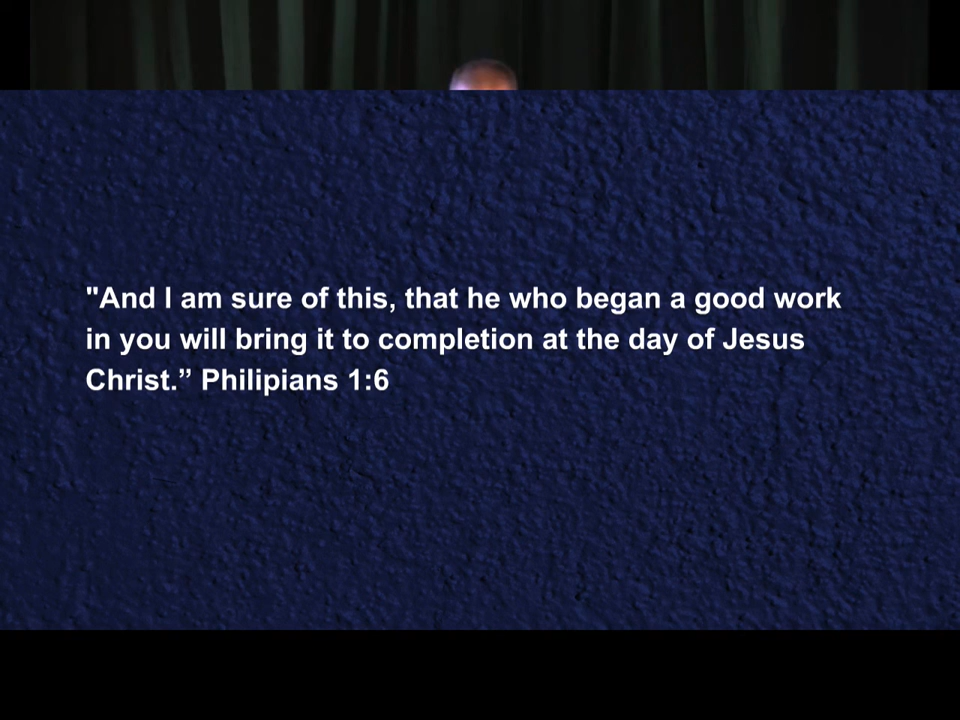 "And I am sure of this, that he who began a good work
in you will bring it to completion at the day of Jesus
Christ.” Philipians 1:6